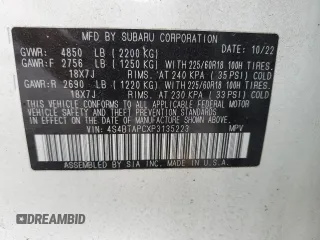 MFD BY SUBARU CORPORATION 10/22
GVWR: 4850 LB (2200 KG)
GAWR:F 2756 LB (1250 KG) WITH 225/60R18 100H TIRES.
18X7J RIMS. AT 240 KPA (35 PSI) COLD
GAWR:R 2690 LB (1220 KG) WITH 225/60R18 100H TIRES.
18X7J RIMS. AT 230 KPA (33 PSI) COLD
THIS VEHICLE CONFORMS TO ALL APPLICABLE
FEDERAL MOTOR VEHICLE SAFETY, BUMPER, AND
THEFT PREVENTION STANDARDS
IN EFFECT ON THE DATE OF MANUFACTURE
SHOWN ABOVE.
VIN: 4S4BTAPCXP3135223 MPV
ASSEMBLED BY SIA INC. MADE IN U.S.A.
© 2025 AutoBidCar